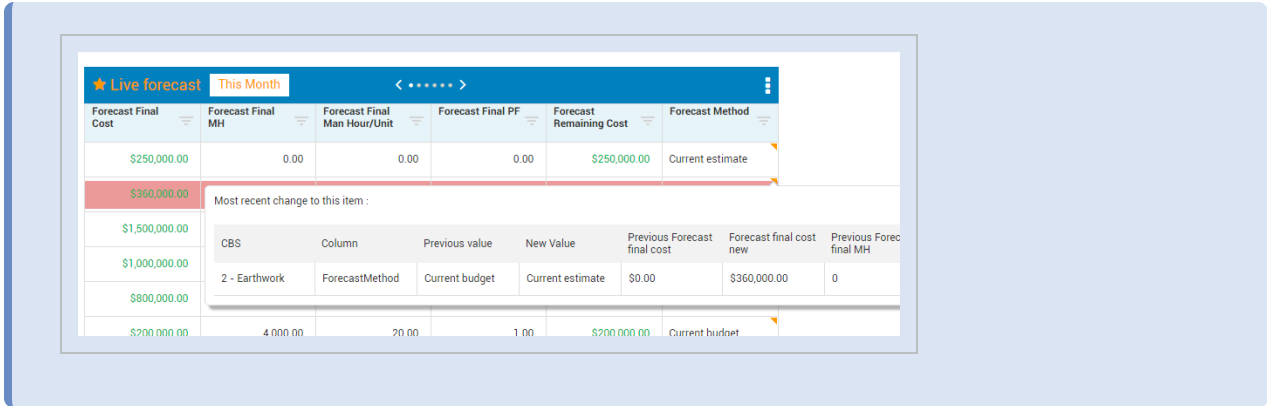 Live forecast This Month
Forecast Final Cost Forecast Final MH Forecast Final Man Hour/Unit Forecast Final PF Forecast Remaining Cost Forecast Method
$250,000.00 0.00 0.00 0.00 $250,000.00 Current estimate
$360,000.00
Most recent change to this item :
$1,500,000.00
CBS Column Previous value New Value Previous Forecast final cost Forecast final cost new Previous Forec final MH
$1,000,000.00
2 - Earthwork ForecastMethod Current budget Current estimate $0.00 $360,000.00 0
$800,000.00
$200,000.00 4,000.00 20.00 1.00 $200,000.00 Current budget